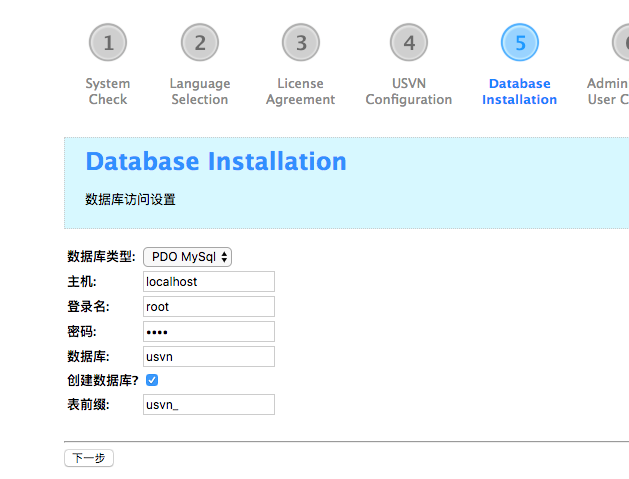 1 2 3 4 5
System Language License USVN Database Admin
Check Selection Agreement Configuration Installation User C
Database Installation
数据库访问设置
数据库类型: PDO MySql
主机: localhost
登录名: root
密码: ••••
数据库: usvn
创建数据库?
表前缀: usvn_
下一步